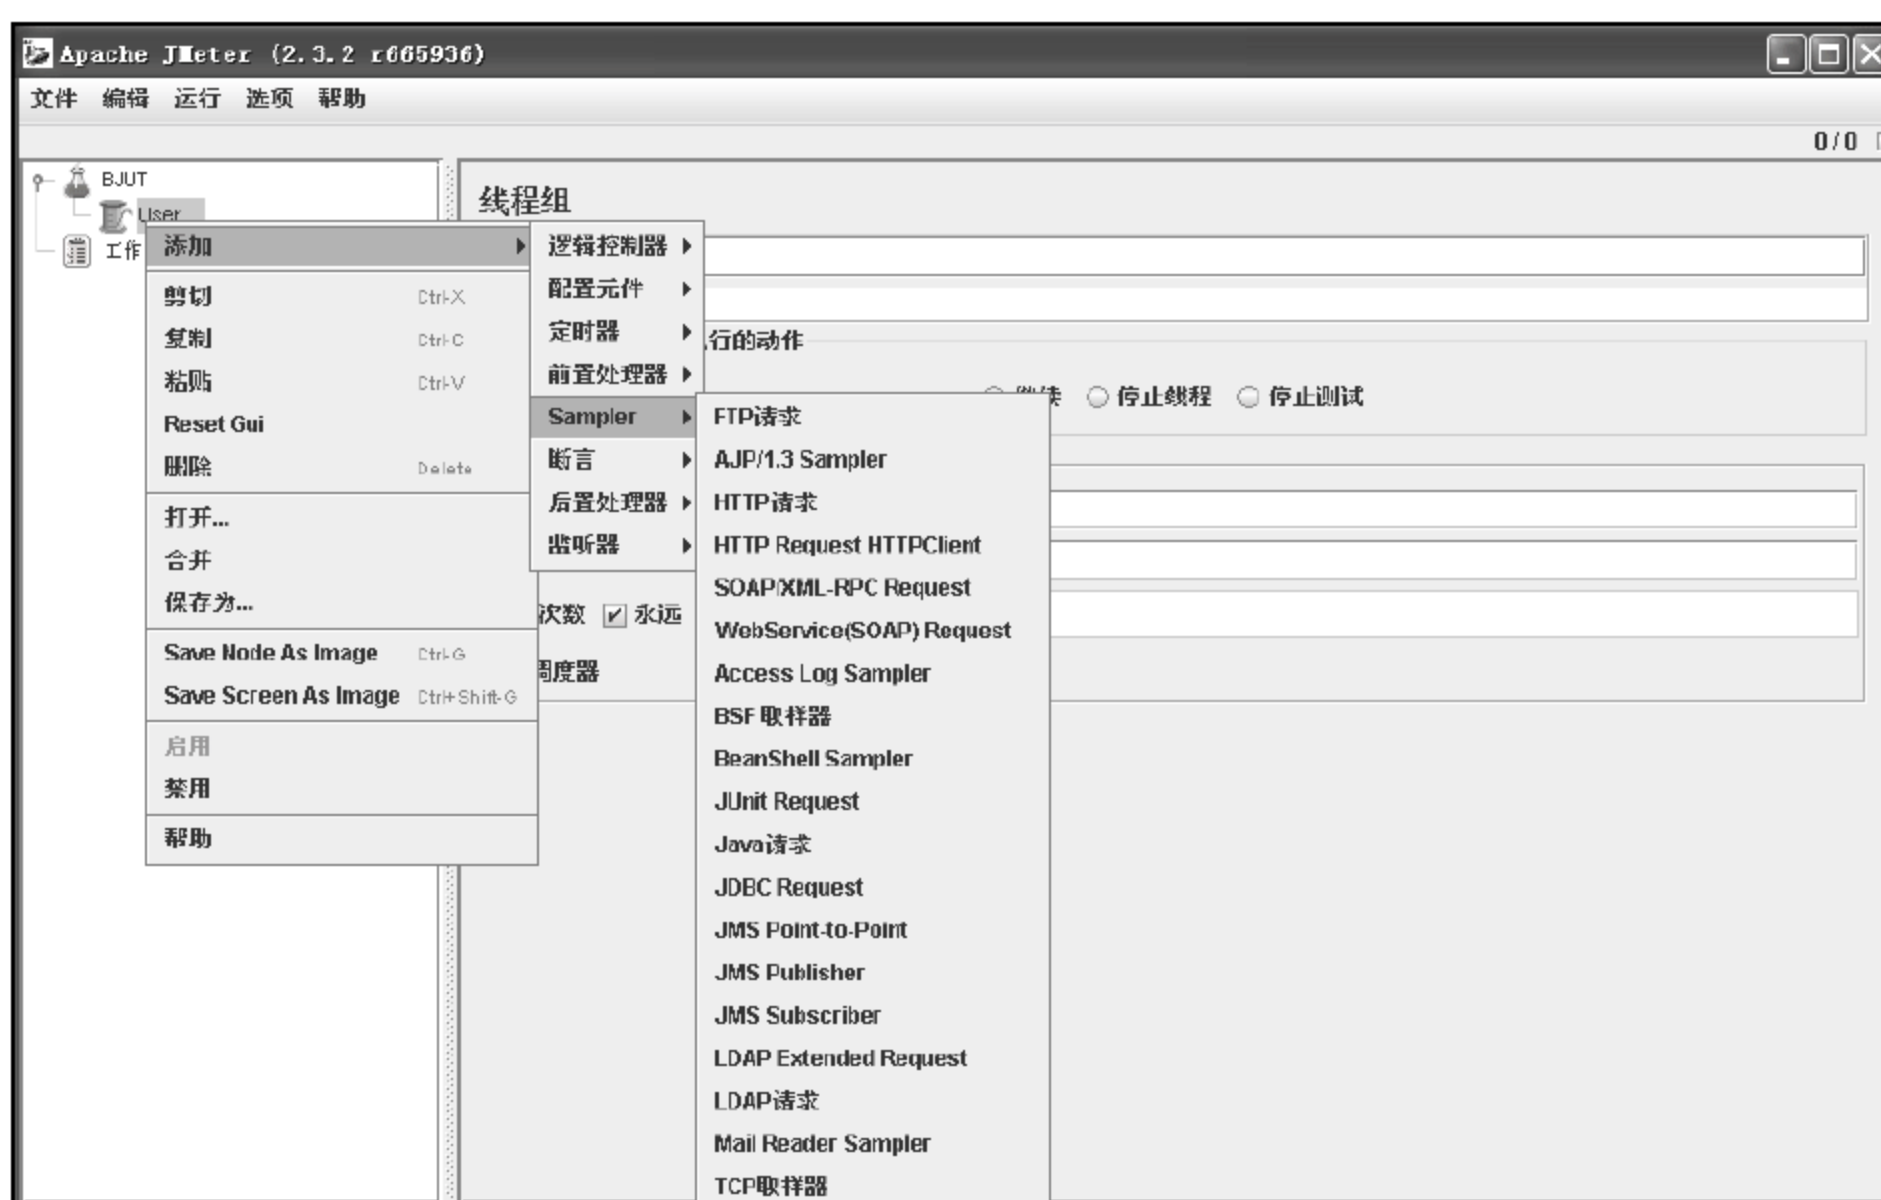 Apache JMeter (2.3.2 r665936)
文件 编辑 运行 选项 帮助
0/0
BJUT
User
工作
线程组
添加
剪切 Ctrl-X
复制 Ctrl-C
粘贴 Ctrl-V
Reset Gui
删除 Delete
打开...
合并
保存为...
Save Node As Image Ctrl-G
Save Screen As Image Ctrl+Shift-G
启用
禁用
帮助
逻辑控制器
配置元件
定时器
前置处理器
Sampler
断言
后置处理器
监听器
行的动作
停止线程 停止测试
次数 永远
度器
FTP请求
AJP/1.3 Sampler
HTTP请求
HTTP Request HTTPClient
SOAP/XML-RPC Request
WebService(SOAP) Request
Access Log Sampler
BSF 取样器
BeanShell Sampler
JUnit Request
Java请求
JDBC Request
JMS Point-to-Point
JMS Publisher
JMS Subscriber
LDAP Extended Request
LDAP请求
Mail Reader Sampler
TCP取样器